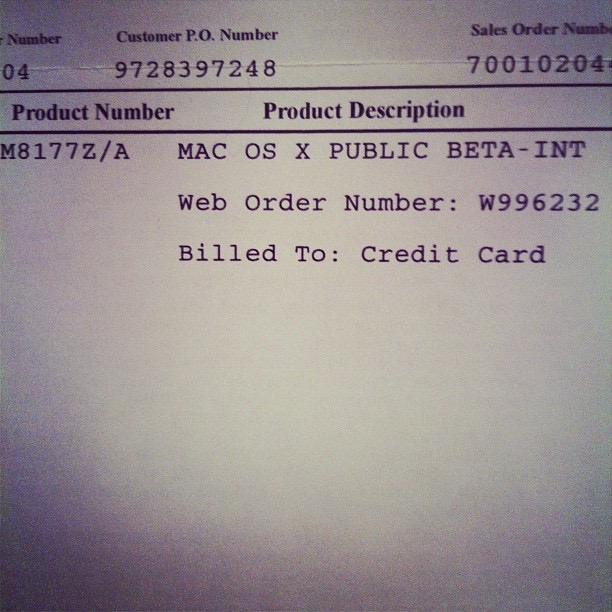 Number Customer P.O. Number Sales Order
04 9728397248 70010204
Product Number Product Description
M8177Z/A MAC OS X PUBLIC BETA-INT
Web Order Number: W996232
Billed To: Credit Card